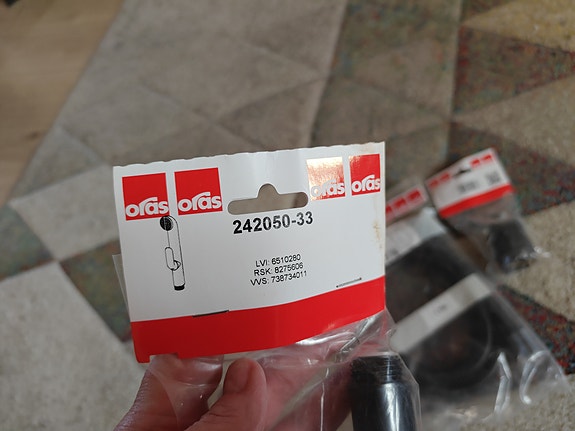 oras oras oras oras
242050-33
LVI: 6510280
RSK: 8275606
VVS: 738734011